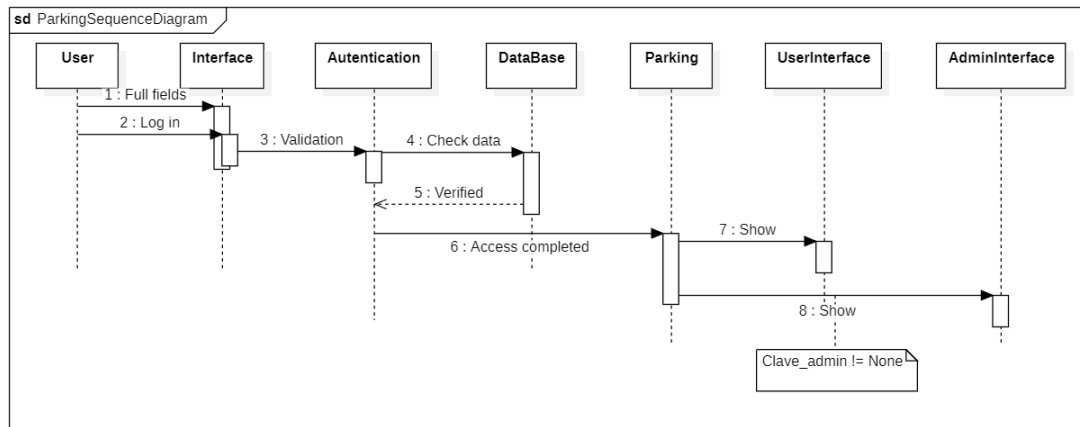 sd ParkingSequenceDiagram
User
Interface
Autentication
DataBase
Parking
UserInterface
AdminInterface
1 : Full fields
2 : Log in
3 : Validation
4 : Check data
5 : Verified
6 : Access completed
7 : Show
8 : Show
Clave_admin != None